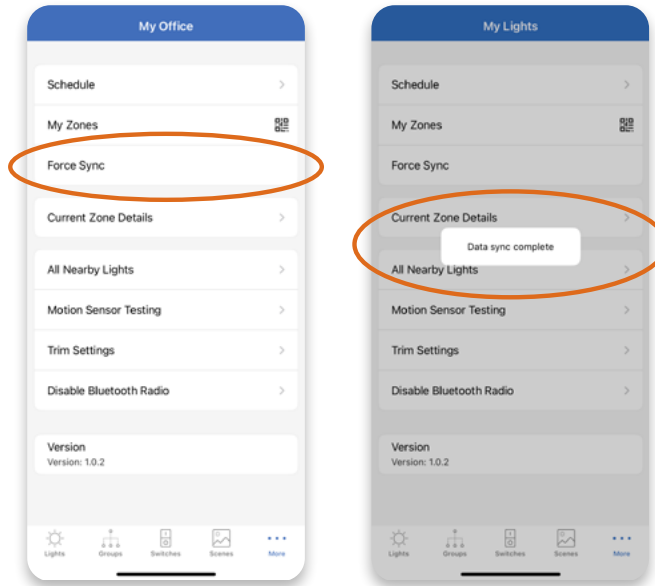 My Office
Schedule
My Zones
Force Sync
Current Zone Details
All Nearby Lights
Motion Sensor Testing
Trim Settings
Disable Bluetooth Radio
Version
Version: 1.0.2
Lights Groups Switches Scenes More
My Lights
Schedule
My Zones
Force Sync
Current Zone Details
Data sync complete
All Nearby Lights
Motion Sensor Testing
Trim Settings
Disable Bluetooth Radio
Version
Version: 1.0.2
Lights Groups Switches Scenes More